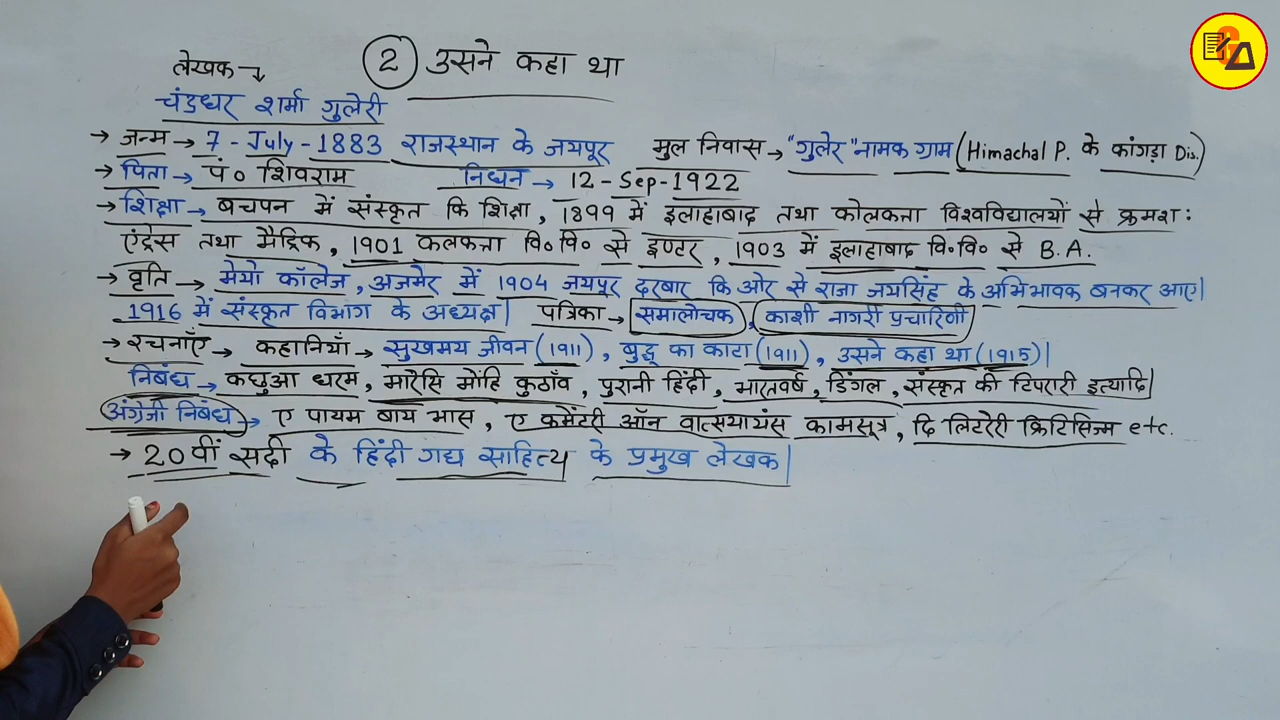 ② उसने कहा था
लेखक →
चंद्रधर शर्मा गुलेरी
→ जन्म → 7 - July - 1883 राजस्थान के जयपूर मुल निवास → "गुलेर" नामक ग्राम (Himachal P. के कांगड़ा Dis.)
→ पिता → पं० शिवराम निधन → 12 - Sep - 1922
→ शिक्षा → बचपन में संस्कृत कि शिक्षा, 1899 में इलाहाबाद तथा कोलकत्ता विश्वविद्यालयों से क्रमश:
एंट्रेस तथा मैट्रिक, 1901 कलकत्ता वि० वि० से इण्टर, 1903 में इलाहाबाद वि० वि० से B.A.
→ वृति → मेयो कॉलेज, अजमेर में 1904 जयपूर दरबार कि ओर से राजा जयसिंह के अभिभावक बनकर आए।
1916 में संस्कृत विभाग के अध्यक्ष। पत्रिका → समालोचक, काशी नागरी प्रचारिणी
→ रचनाएँ → कहानियाँ → सुखमय जीवन (1911), बुद्धू का काटा (1911), उसने कहा था (1915)।
निबंध → कछुआ धरम, मारेसि मोंहि कुठाँव, पुरानी हिंदी, भारतवर्ष, डिंगल, संस्कृत की टिपरारी इत्यादि।
अंग्रेजी निबंध → ए पोयम बाय भास, ए कमेंटरी ऑन वात्सयायंस कामसूत्र, दि लिटरेरी क्रिटिसिज्म etc.
→ 20वीं सदी के हिंदी गद्य साहित्य के प्रमुख लेखक।